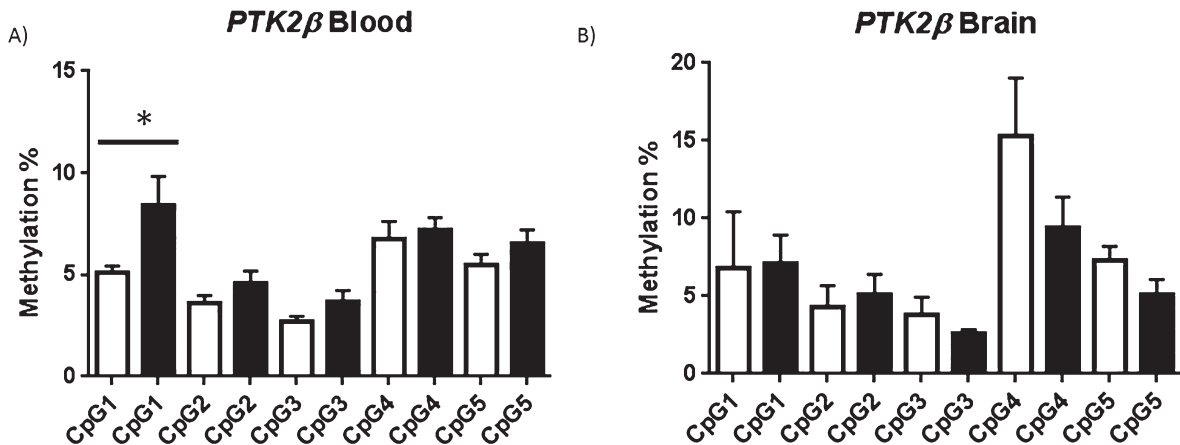 A)
PTK2β Blood
Methylation %
15
10
5
0
*
CpG1 CpG1 CpG2 CpG2 CpG3 CpG3 CpG4 CpG4 CpG5 CpG5
B)
PTK2β Brain
Methylation %
20
15
10
5
0
CpG1 CpG1 CpG2 CpG2 CpG3 CpG3 CpG4 CpG4 CpG5 CpG5